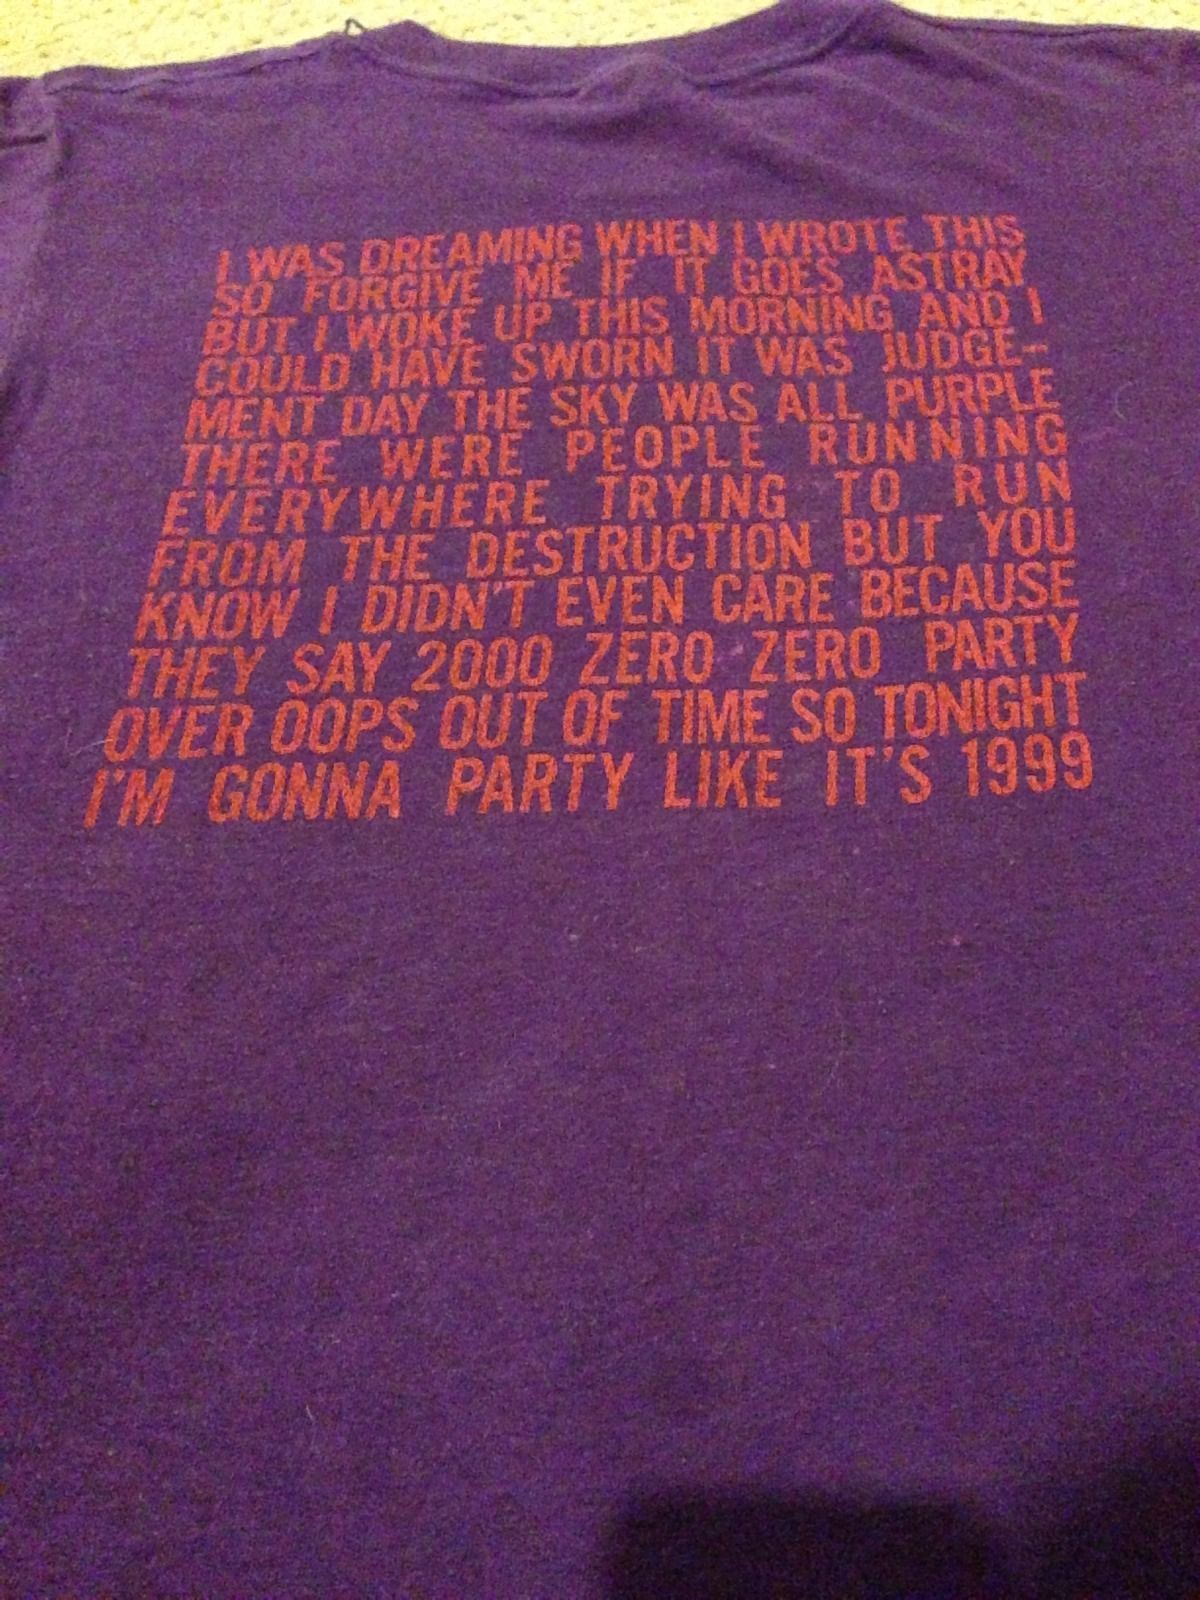 I WAS DREAMING WHEN I WROTE THIS
SO FORGIVE ME IF IT GOES ASTRAY
BUT I WOKE UP THIS MORNING AND I
COULD HAVE SWORN IT WAS JUDGE-
MENT DAY THE SKY WAS ALL PURPLE
THERE WERE PEOPLE RUNNING
EVERYWHERE TRYING TO RUN
FROM THE DESTRUCTION BUT YOU
KNOW I DIDN'T EVEN CARE BECAUSE
THEY SAY 2000 ZERO ZERO PARTY
OVER OOPS OUT OF TIME SO TONIGHT
I'M GONNA PARTY LIKE IT'S 1999